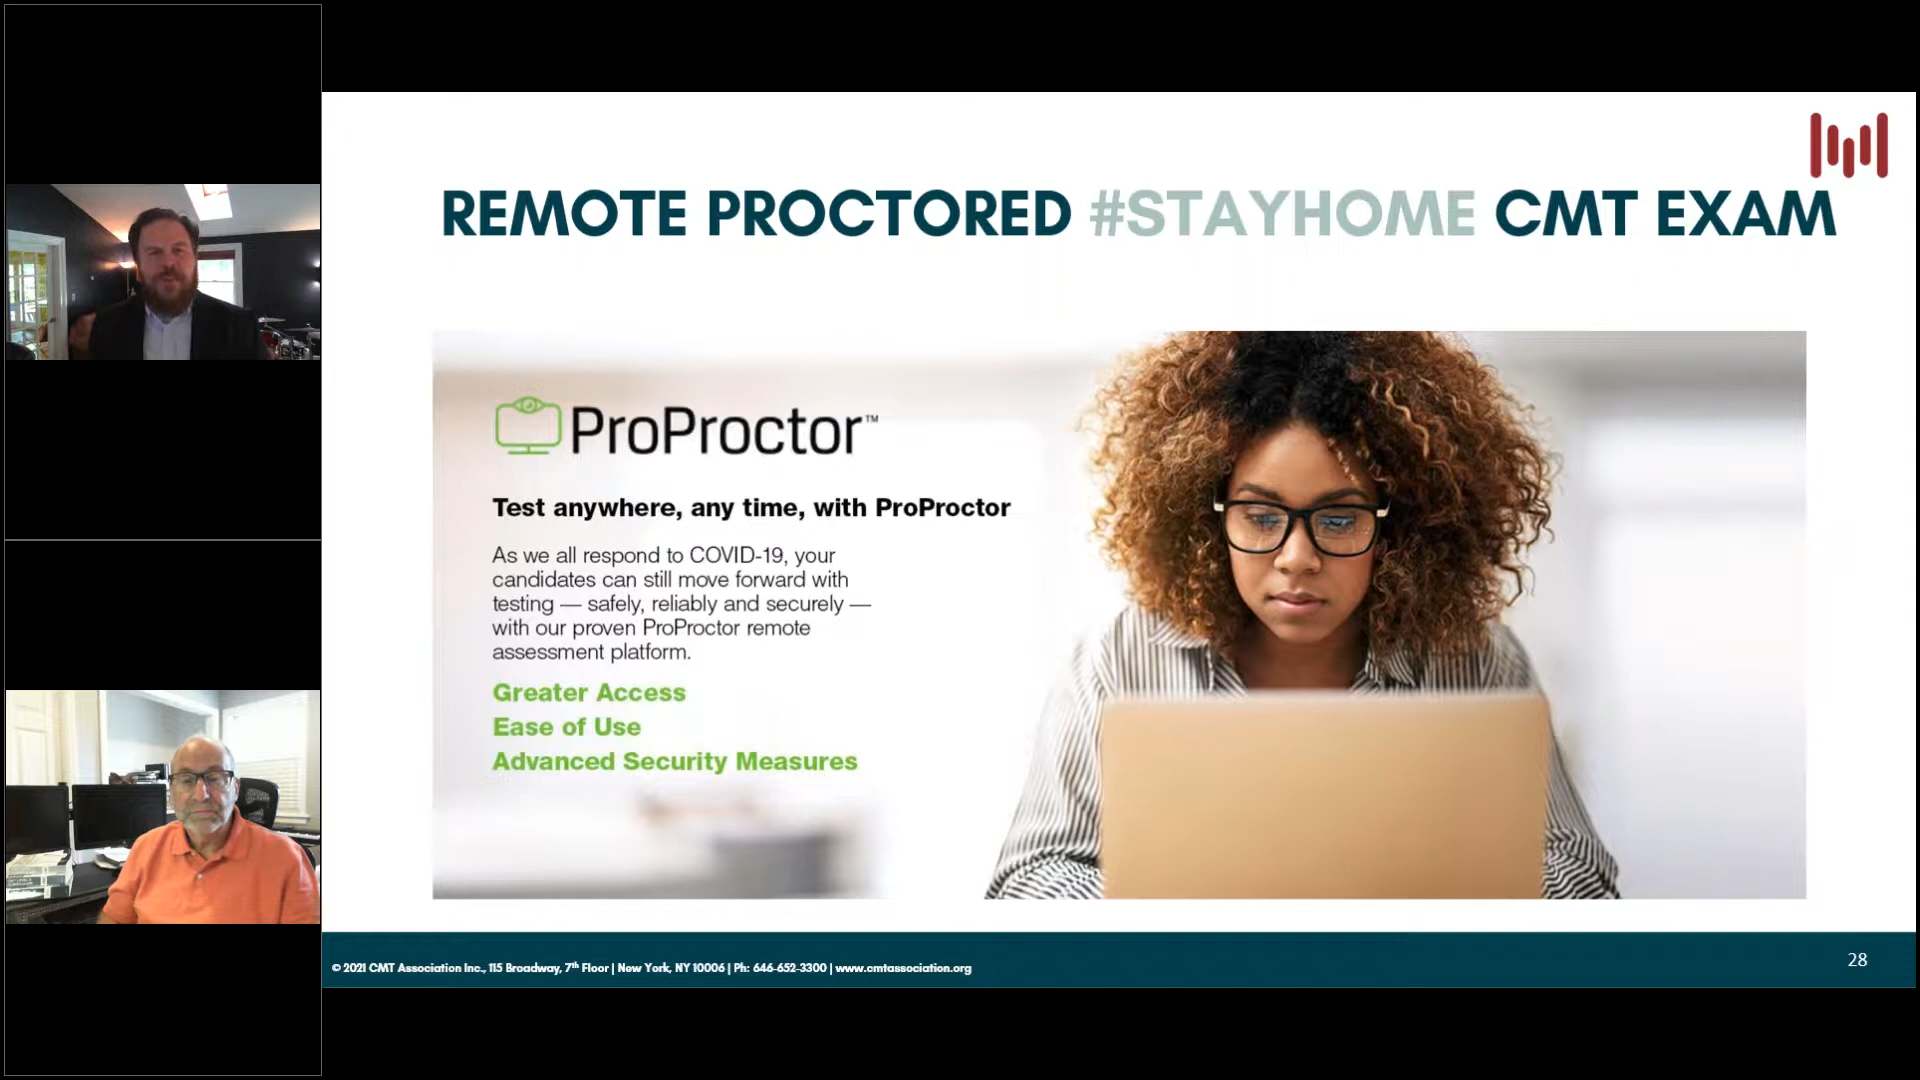 REMOTE PROCTORED #STAYHOME CMT EXAM
ProProctor™
Test anywhere, any time, with ProProctor
As we all respond to COVID-19, your
candidates can still move forward with
testing — safely, reliably and securely —
with our proven ProProctor remote
assessment platform.
Greater Access
Ease of Use
Advanced Security Measures
© 2021 CMT Association Inc., 115 Broadway, 7th Floor | New York, NY 10006 | Ph: 646-652-3300 | www.cmtassociation.org
28